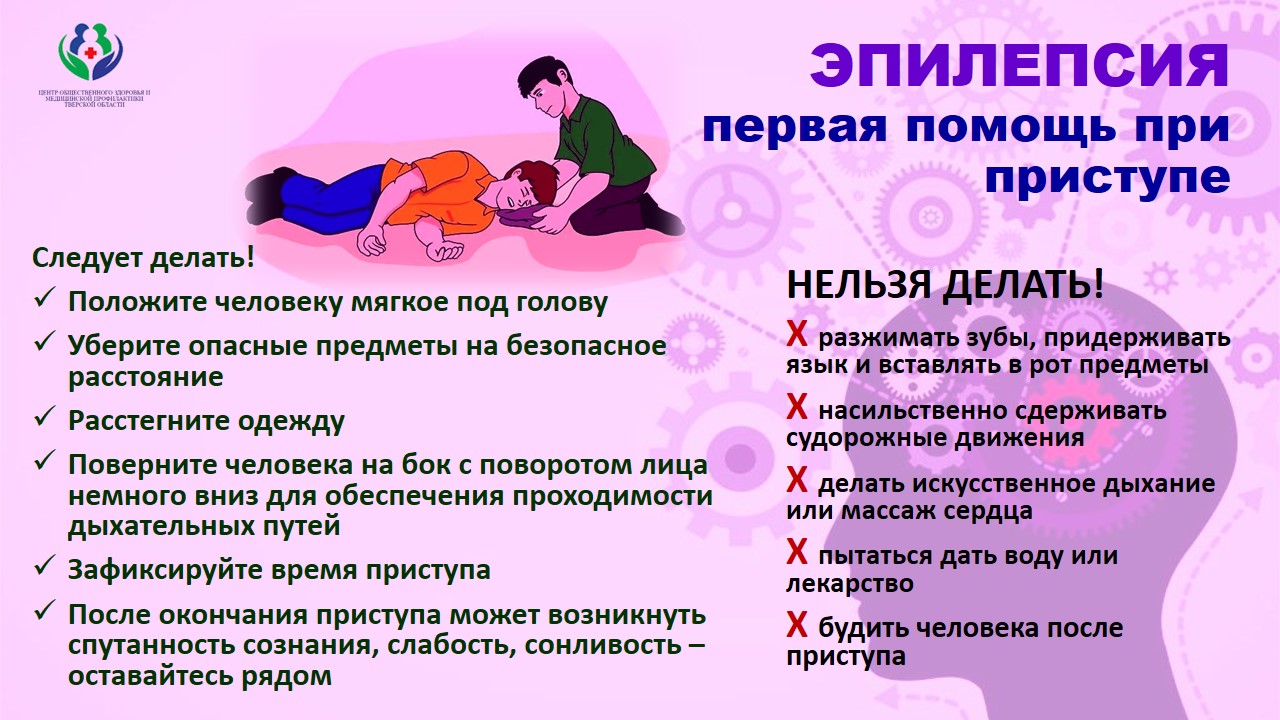 ЦЕНТР ОБЩЕСТВЕННОГО ЗДОРОВЬЯ И
МЕДИЦИНСКОЙ ПРОФИЛАКТИКИ
ТВЕРСКОЙ ОБЛАСТИ
ЭПИЛЕПСИЯ
первая помощь при
приступе
Следует делать!
✓ Положите человеку мягкое под голову
✓ Уберите опасные предметы на безопасное
расстояние
✓ Расстегните одежду
✓ Поверните человека на бок с поворотом лица
немного вниз для обеспечения проходимости
дыхательных путей
✓ Зафиксируйте время приступа
✓ После окончания приступа может возникнуть
спутанность сознания, слабость, сонливость –
оставайтесь рядом
НЕЛЬЗЯ ДЕЛАТЬ!
Х разжимать зубы, придерживать
язык и вставлять в рот предметы
Х насильственно сдерживать
судорожные движения
Х делать искусственное дыхание
или массаж сердца
Х пытаться дать воду или
лекарство
Х будить человека после
приступа